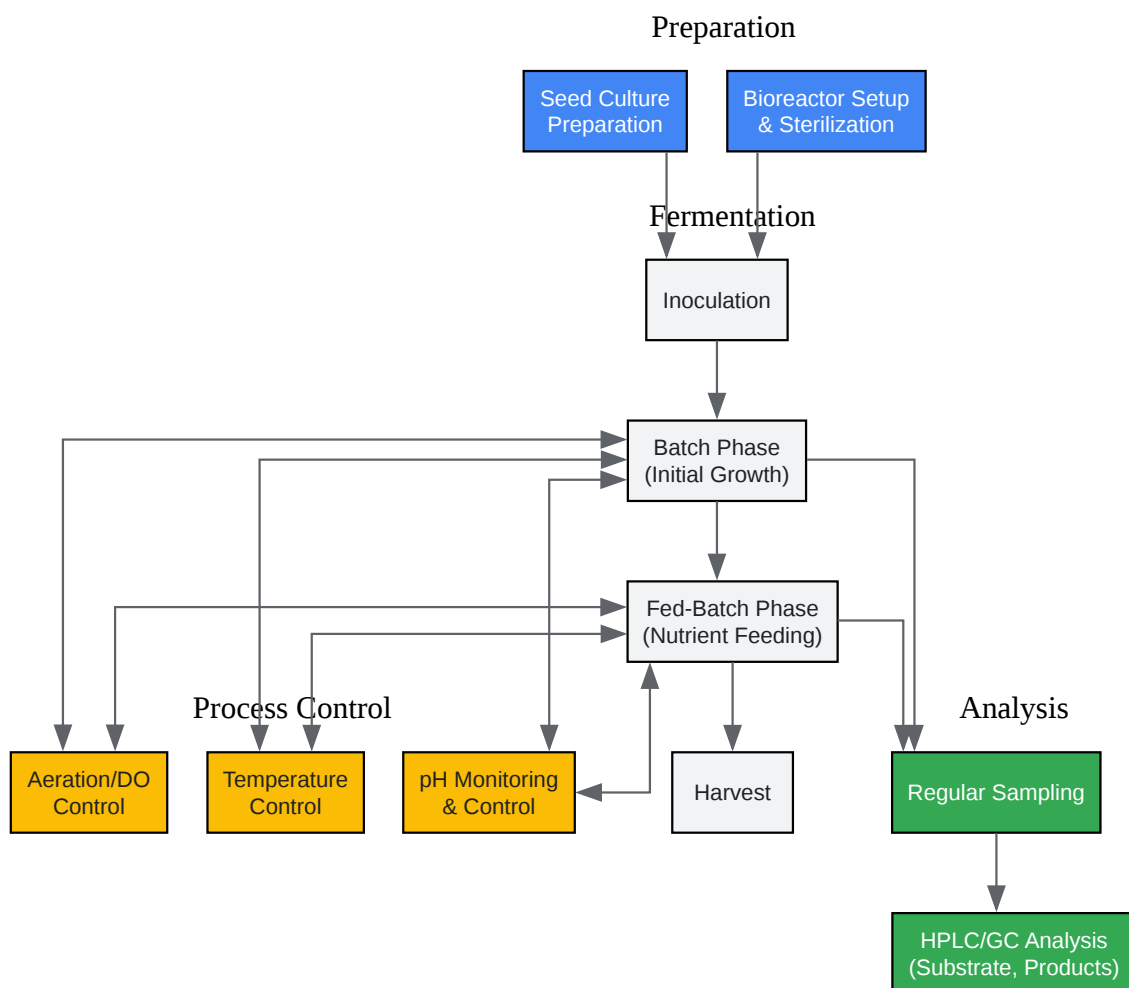 Preparation
Seed Culture
Preparation
Bioreactor Setup
& Sterilization
Fermentation
Inoculation
Batch Phase
(Initial Growth)
Fed-Batch Phase
(Nutrient Feeding)
Process Control
Analysis
Aeration/DO
Control
Temperature
Control
pH Monitoring
& Control
Harvest
Regular Sampling
HPLC/GC Analysis
(Substrate, Products)